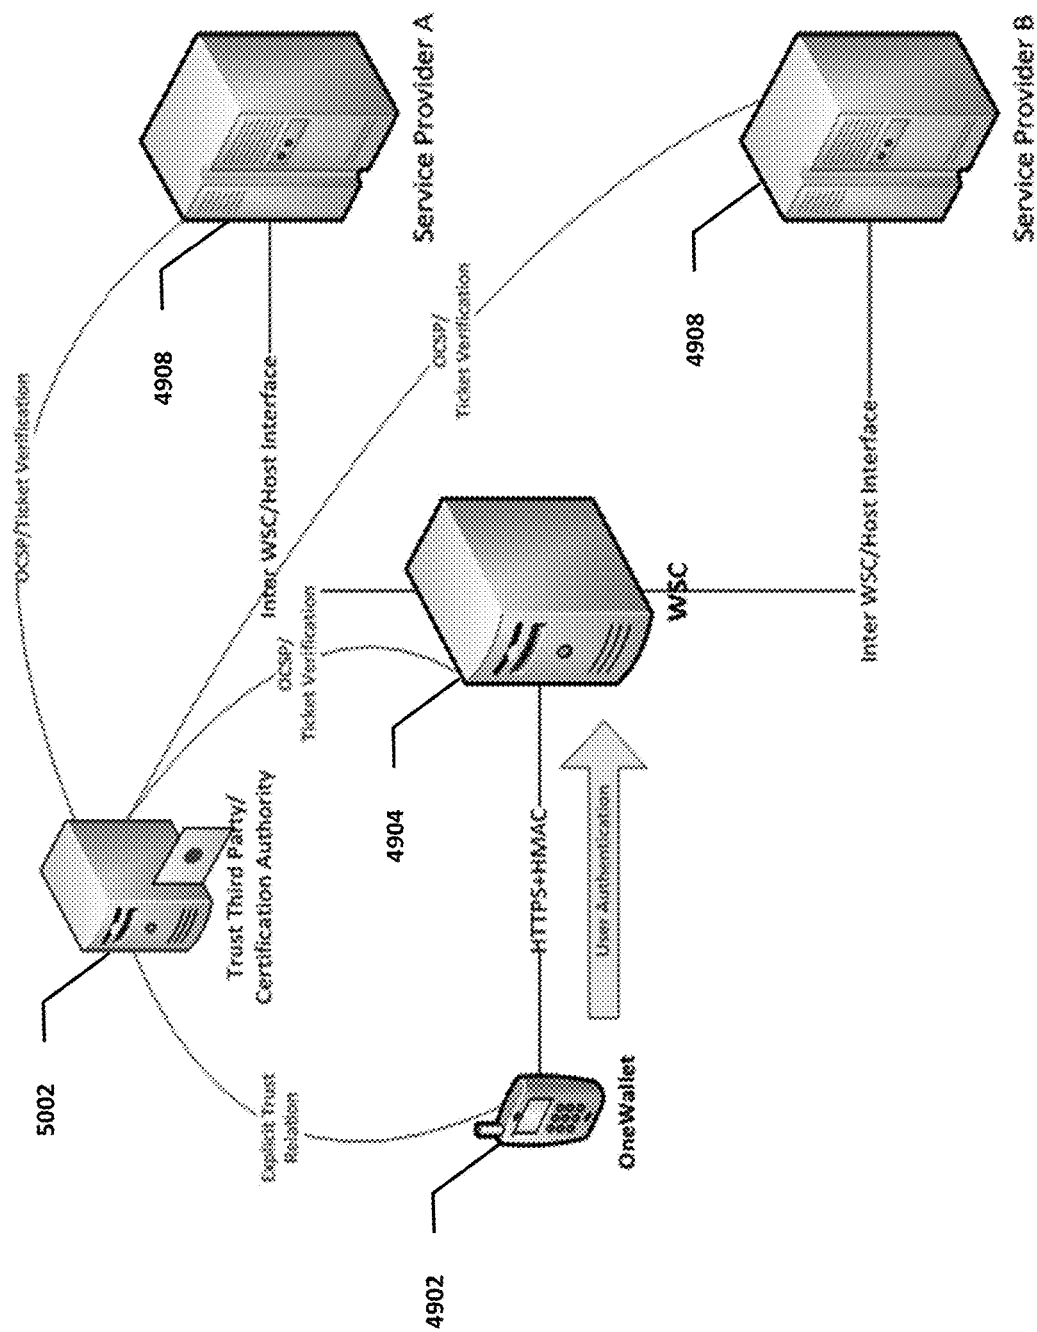 5002
Trust Third Party/
Certification Authority
OCSP/Ticket Verification
4908
Service Provider A
Explicit Trust
Relation
OCSP/
Ticket Verification
Inter WSC/Host Interface
OCSP/
Ticket Verification
4902
OneWallet
HTTPS+HMAC
User Authentication
4904
WSC
4908
Inter WSC/Host Interface
Service Provider B